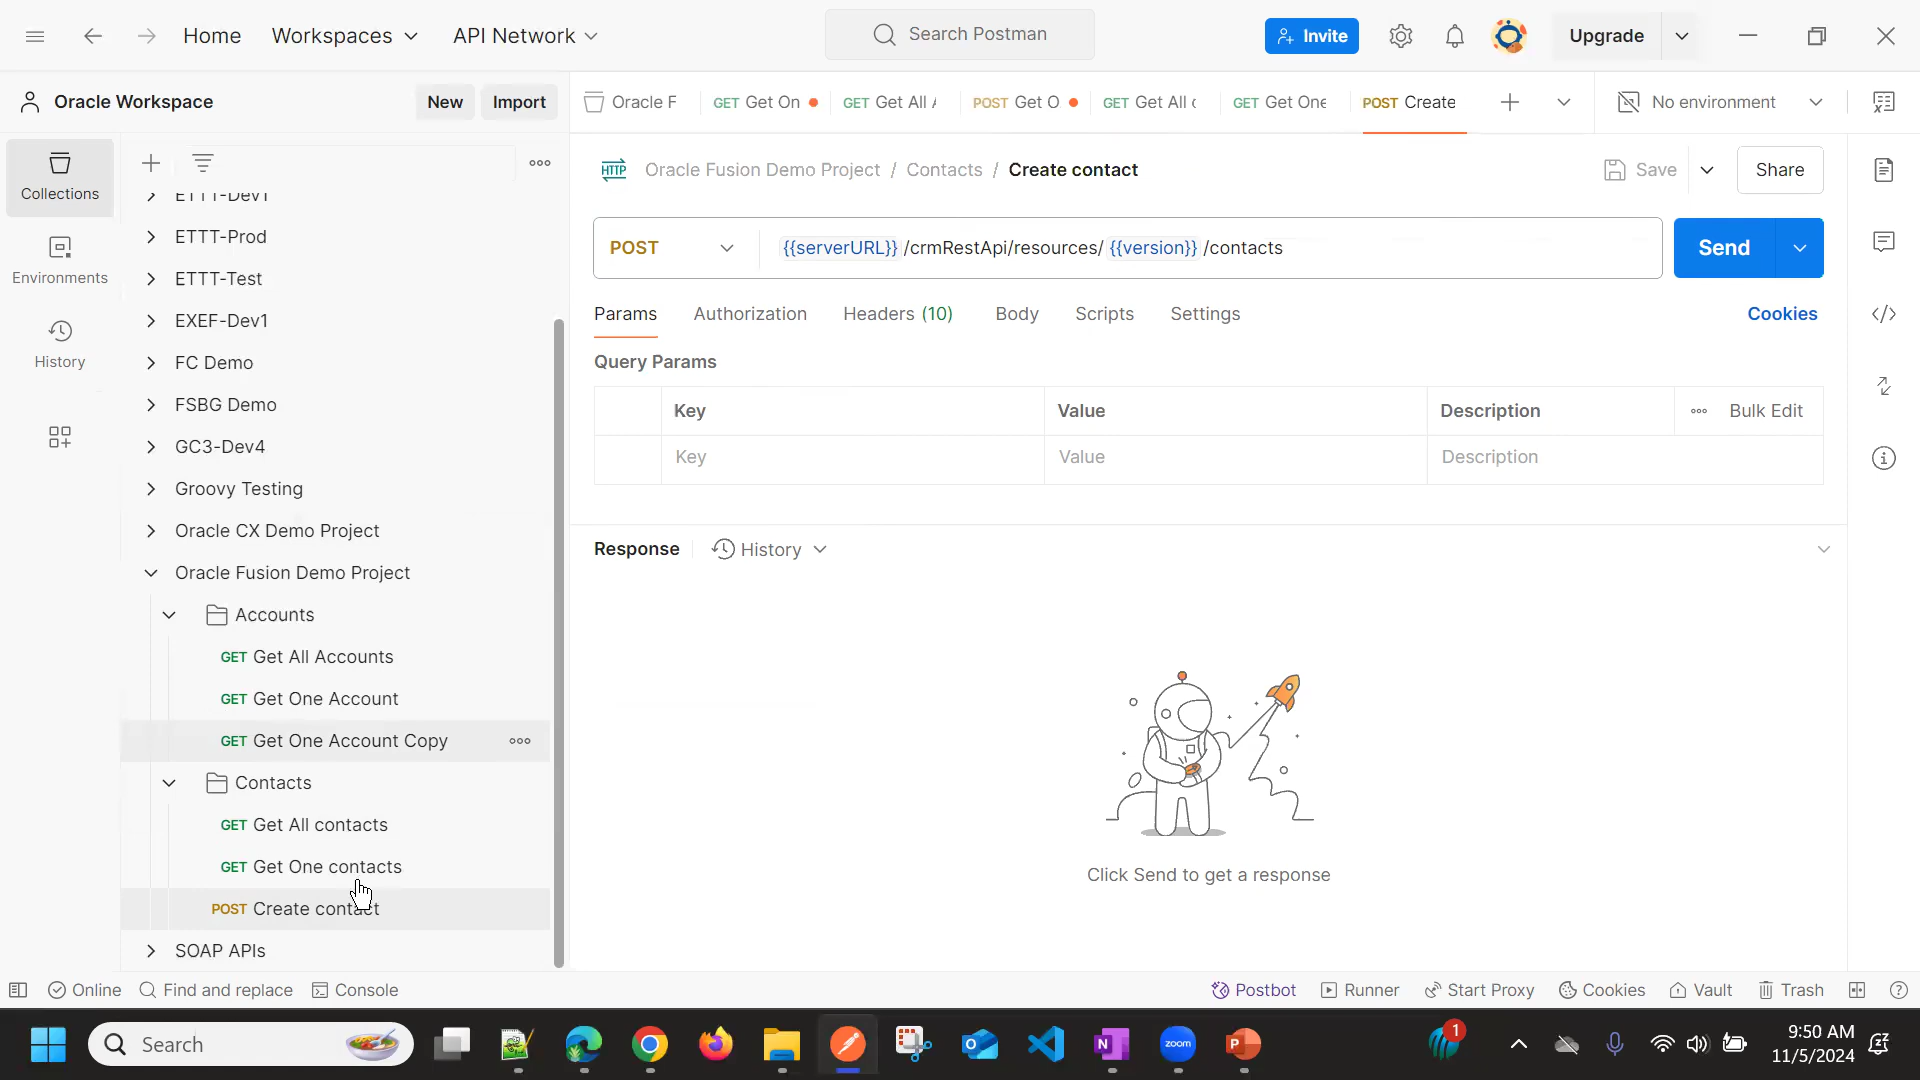 Home Workspaces API Network Search Postman Invite Upgrade
Oracle Workspace New Import
Oracle F GET Get On GET Get All A POST Get O GET Get All c GET Get One POST Create No environment
Collections
Environments
History
ETTT-Dev1
ETTT-Prod
ETTT-Test
EXEF-Dev1
FC Demo
FSBG Demo
GC3-Dev4
Groovy Testing
Oracle CX Demo Project
Oracle Fusion Demo Project
Accounts
GET Get All Accounts
GET Get One Account
GET Get One Account Copy
Contacts
GET Get All contacts
GET Get One contacts
POST Create contact
SOAP APIs
HTTP Oracle Fusion Demo Project / Contacts / Create contact Save Share
POST {{serverURL}}/crmRestApi/resources/{{version}}/contacts Send
Params Authorization Headers (10) Body Scripts Settings Cookies
Query Params
Key Value Description Bulk Edit
Key Value Description
Response History
Click Send to get a response
Online Find and replace Console Postbot Runner Start Proxy Cookies Vault Trash
Search zoom 1 9:50 AM
11/5/2024